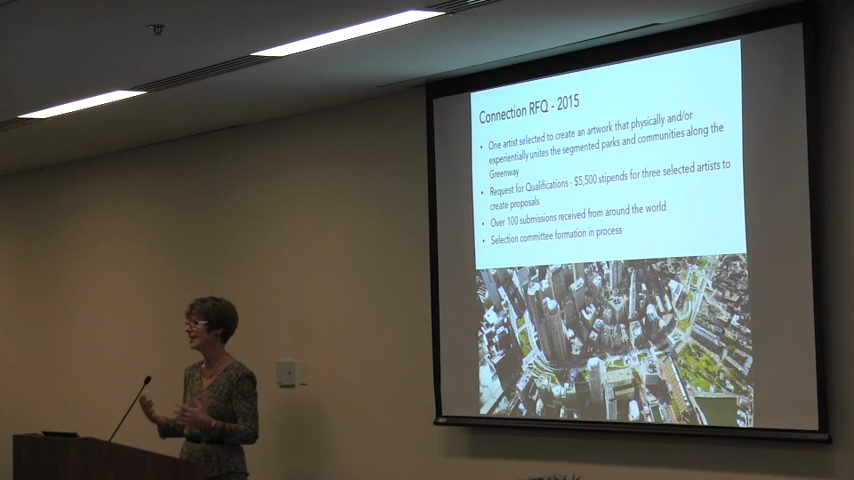 Connection RFQ - 2015
• One artist selected to create an artwork that physically and/or
experientially unites the segmented parks and communities along the
Greenway
• Request for Qualifications - $5,500 stipends for three selected artists to
create proposals
• Over 100 submissions received from around the world
• Selection committee formation in process